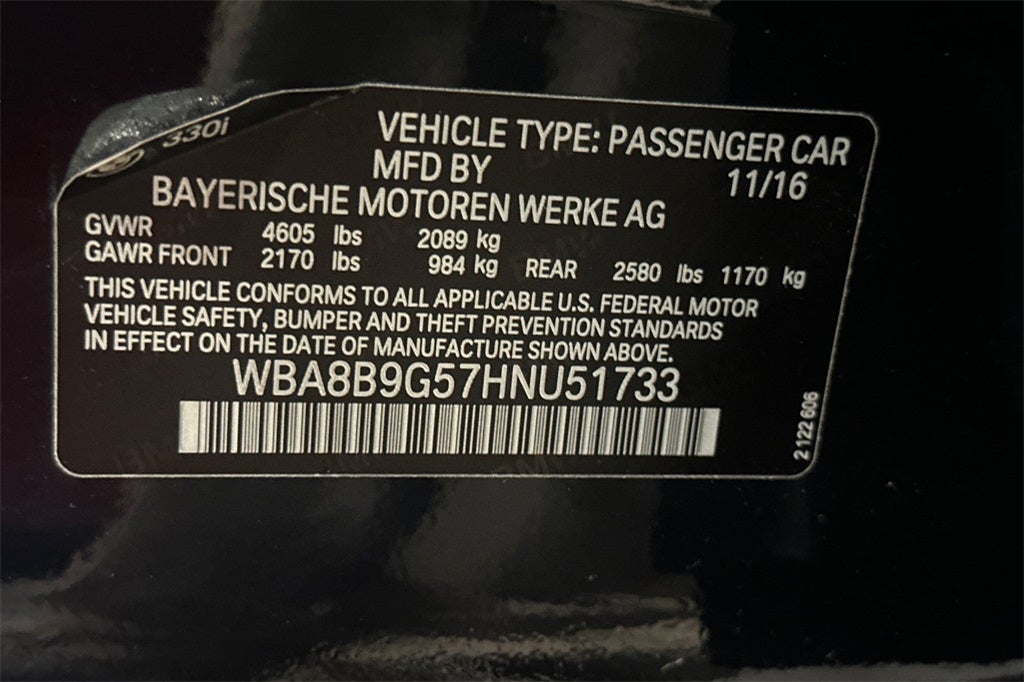 330i
VEHICLE TYPE: PASSENGER CAR
MFD BY 11/16
BAYERISCHE MOTOREN WERKE AG
GVWR 4605 lbs 2089 kg
GAWR FRONT 2170 lbs 984 kg REAR 2580 lbs 1170 kg
THIS VEHICLE CONFORMS TO ALL APPLICABLE U.S. FEDERAL MOTOR
VEHICLE SAFETY, BUMPER AND THEFT PREVENTION STANDARDS
IN EFFECT ON THE DATE OF MANUFACTURE SHOWN ABOVE.
WBA8B9G57HNU51733
2 122 606